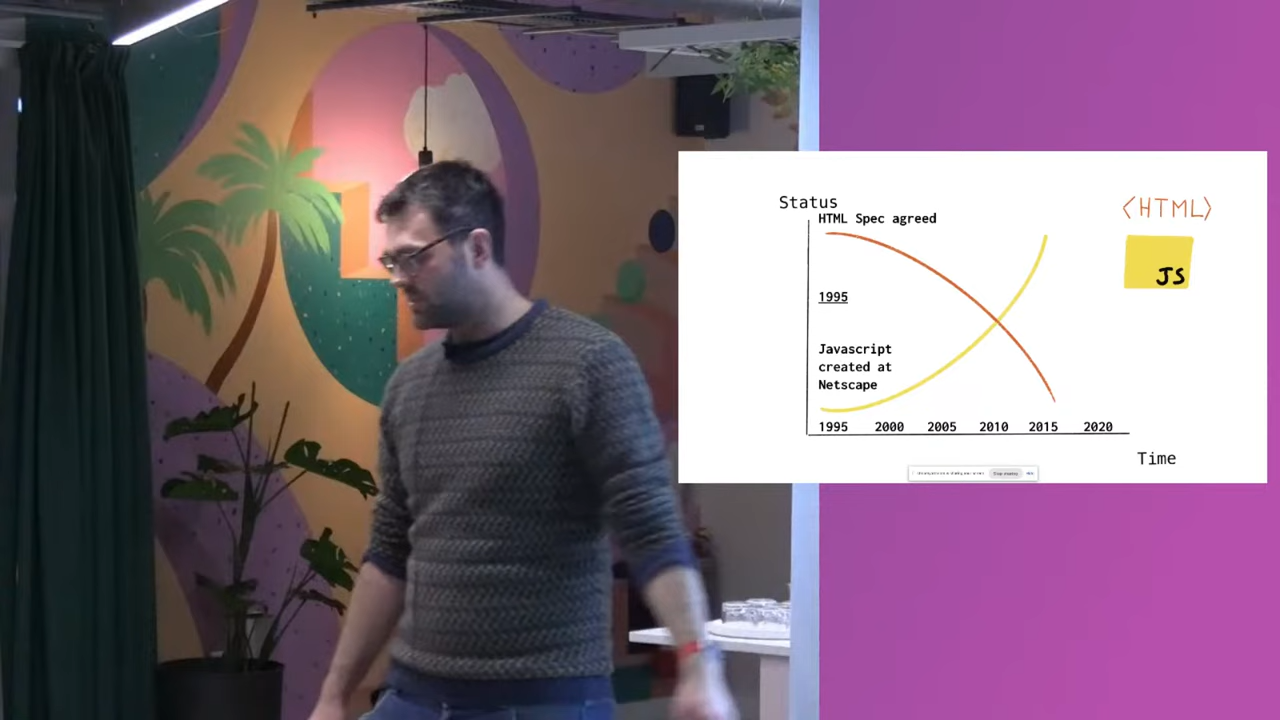 Status
HTML Spec agreed
<HTML>
JS
1995
Javascript
created at
Netscape
1995 2000 2005 2010 2015 2020
Time